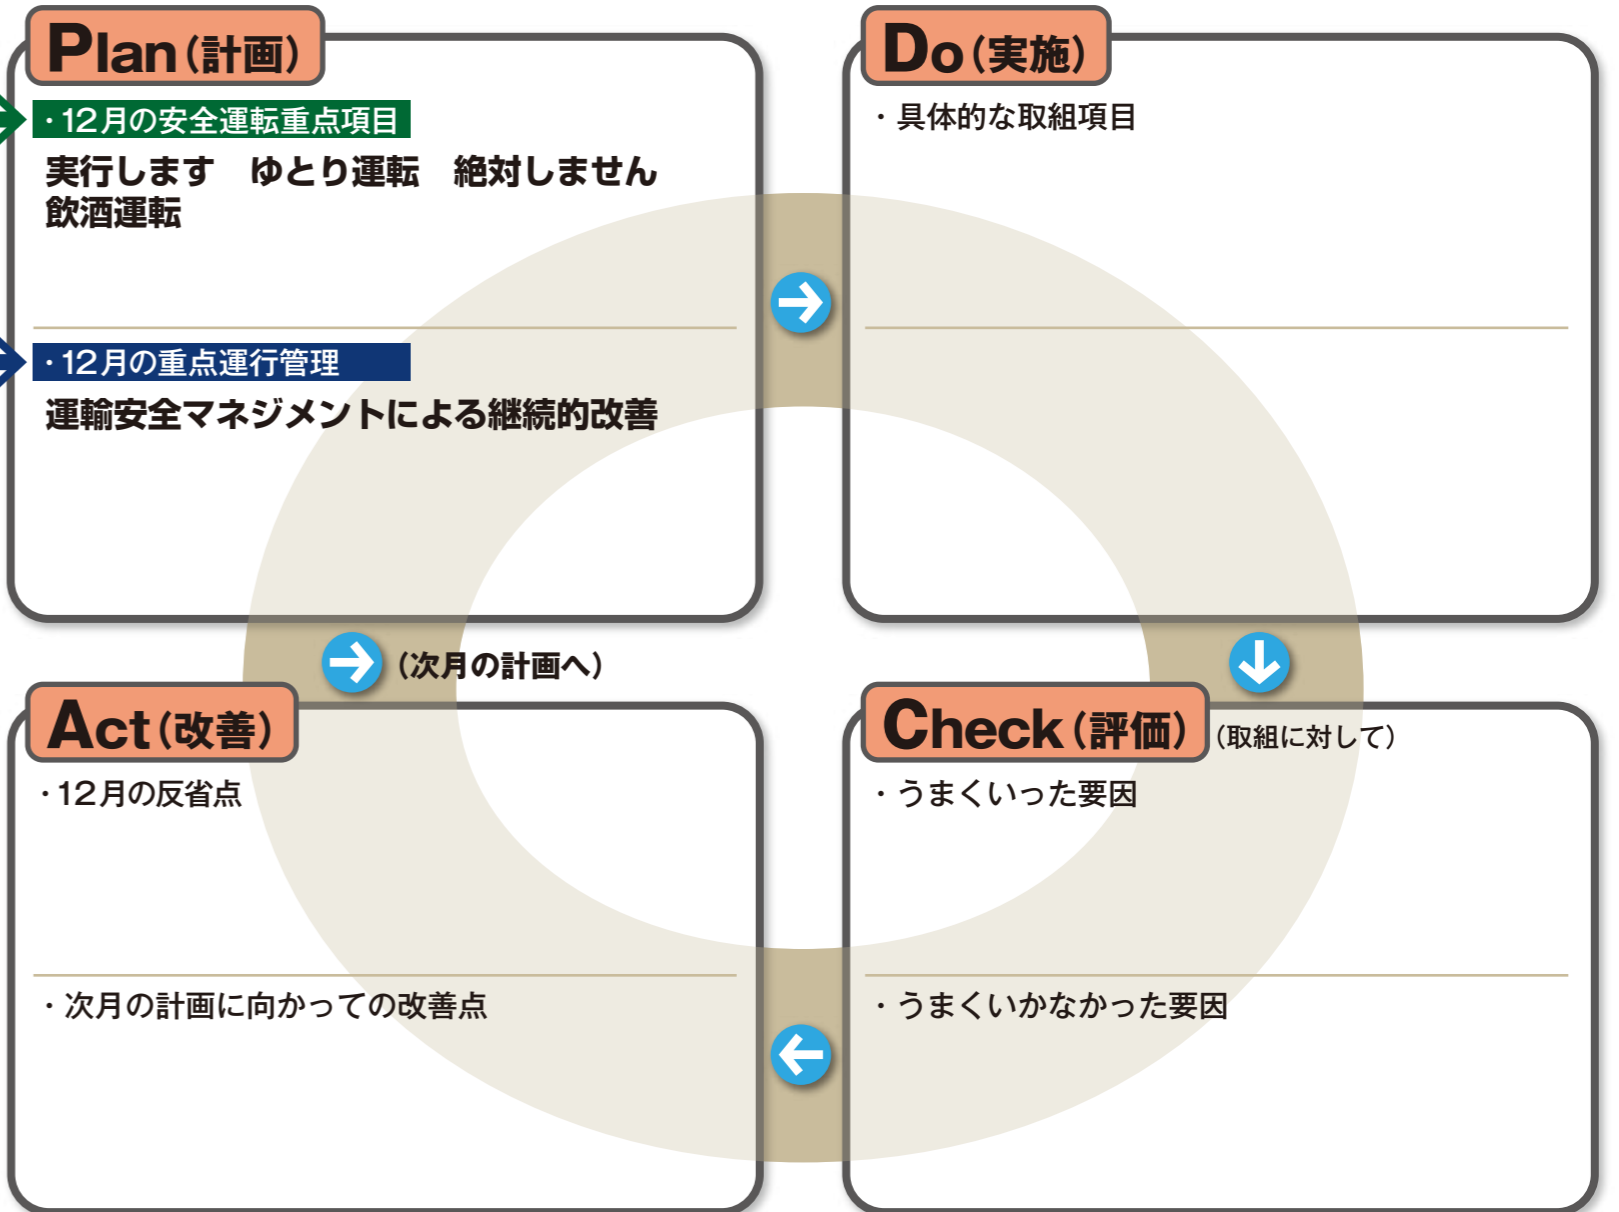 Plan(計画)
・12月の安全運転重点項目
実行します　ゆとり運転　絶対しません
飲酒運転
・12月の重点運行管理
運輸安全マネジメントによる継続的改善
Do(実施)
・具体的な取組項目
(次月の計画へ)
Check(評価)(取組に対して)
・うまくいった要因
・うまくいかなかった要因
Act(改善)
・12月の反省点
・次月の計画に向かっての改善点